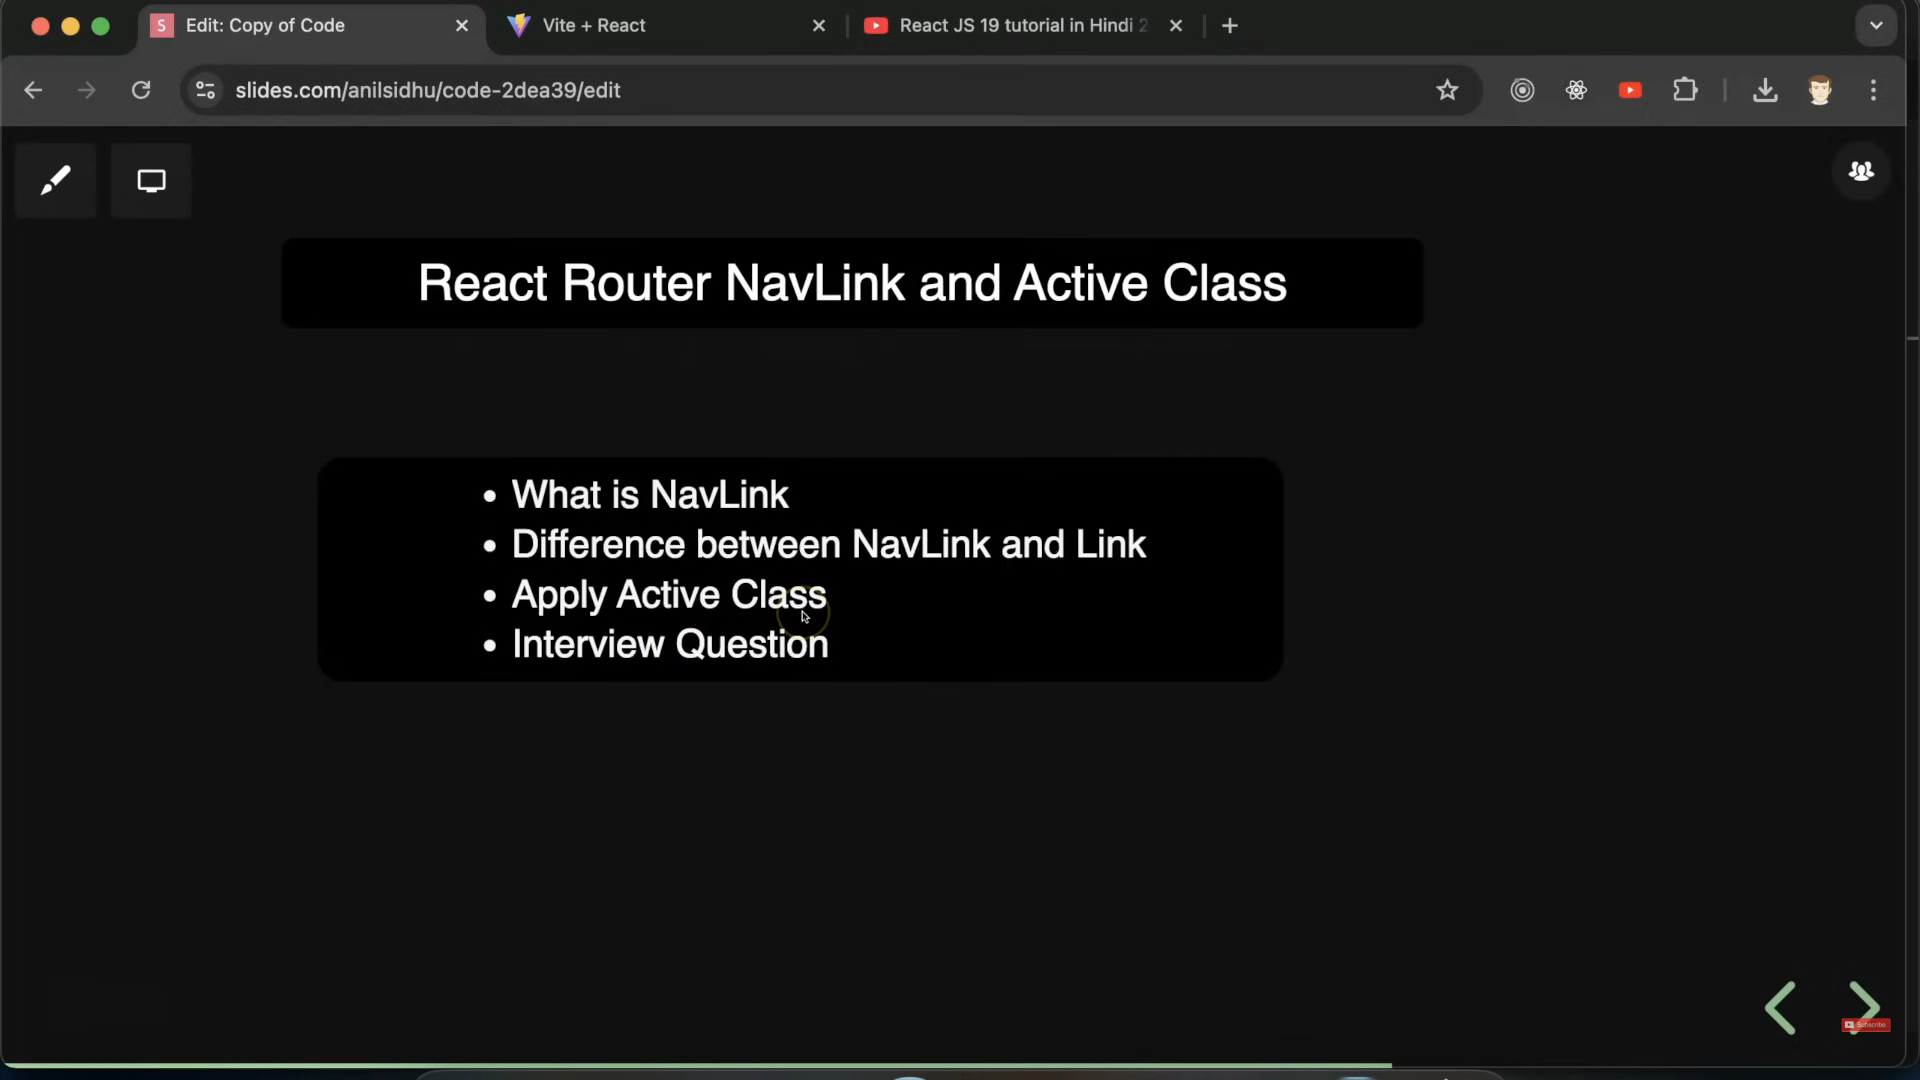 S Edit: Copy of Code
Vite + React
React JS 19 tutorial in Hindi 2
slides.com/anilsidhu/code-2dea39/edit
React Router NavLink and Active Class
• What is NavLink
• Difference between NavLink and Link
• Apply Active Class
• Interview Question
Subscribe